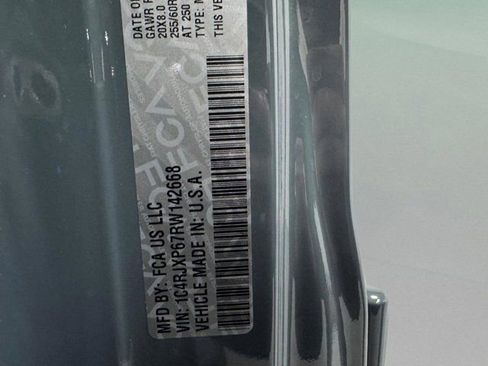 MFD BY: FCA US LLC
VIN: 1C4RJXP67RW142668
VEHICLE MADE IN: U.S.A.
DATE OF
GAWR F
20X8.0
255/60R
AT 250
TYPE:
THIS VE